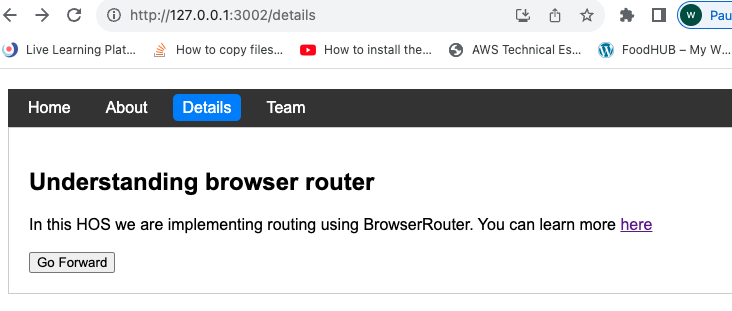 http://127.0.0.1:3002/details
W Pau
Live Learning Plat... How to copy files... How to install the... AWS Technical Es... FoodHUB – My W...
Home About Details Team
Understanding browser router
In this HOS we are implementing routing using BrowserRouter. You can learn more here
Go Forward